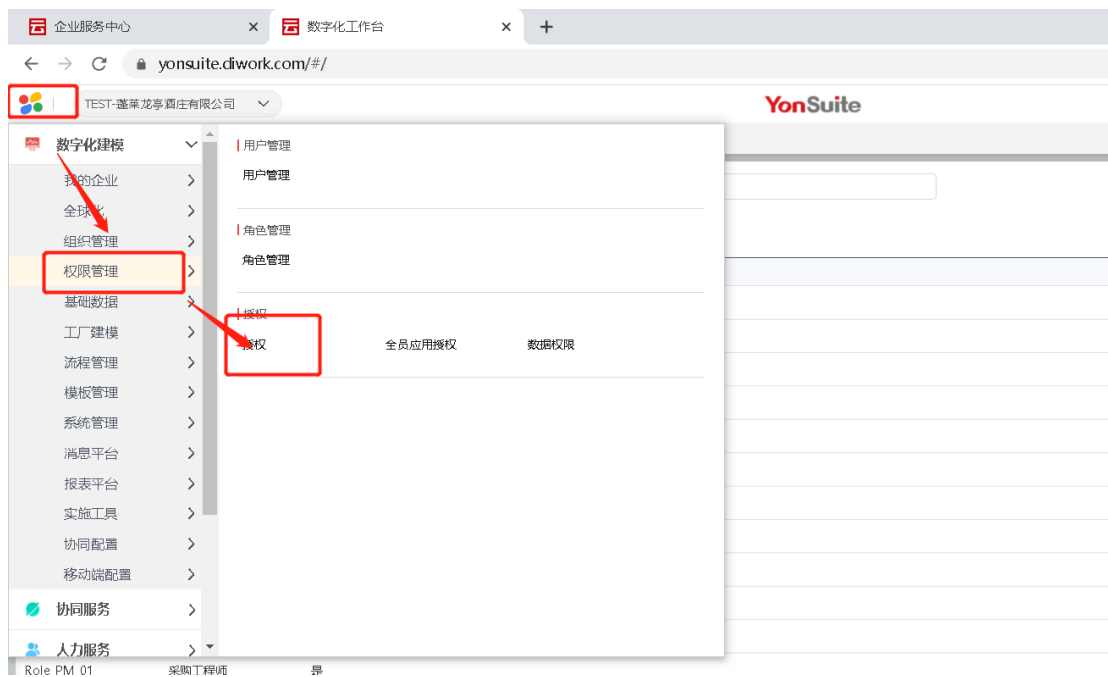 企业服务中心
数字化工作台
yonsuite.diwork.com/#/
TEST-蓬莱龙亭酒庄有限公司
YonSuite
数字化建模
我的企业
全球化
组织管理
权限管理
基础数据
工厂建模
流程管理
模板管理
系统管理
消息平台
报表平台
实施工具
协同配置
移动端配置
协同服务
人力服务
用户管理
用户管理
角色管理
角色管理
授权
授权 全员应用授权 数据权限
Role PM 01 采购工程师 是